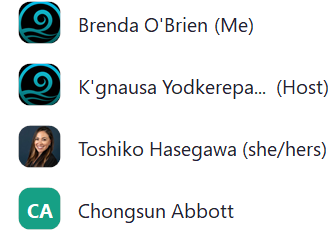 Brenda O'Brien (Me)
K'gnausa Yodkerepa... (Host)
Toshiko Hasegawa (she/hers)
CA Chongsun Abbott